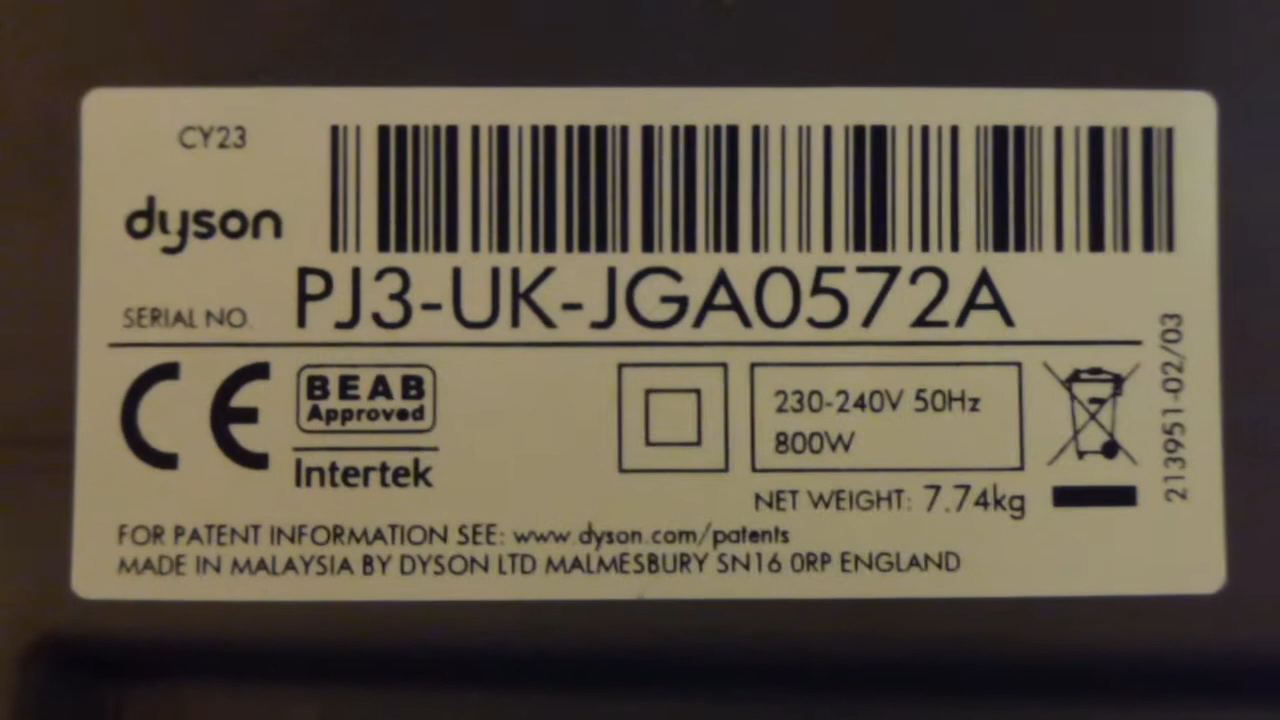 CY23
dyson
SERIAL NO. PJ3-UK-JGA0572A
CE
BEAB
Approved
Intertek
230-240V 50Hz
800W
NET WEIGHT: 7.74kg
213951-02/03
FOR PATENT INFORMATION SEE: www.dyson.com/patents
MADE IN MALAYSIA BY DYSON LTD MALMESBURY SN16 0RP ENGLAND